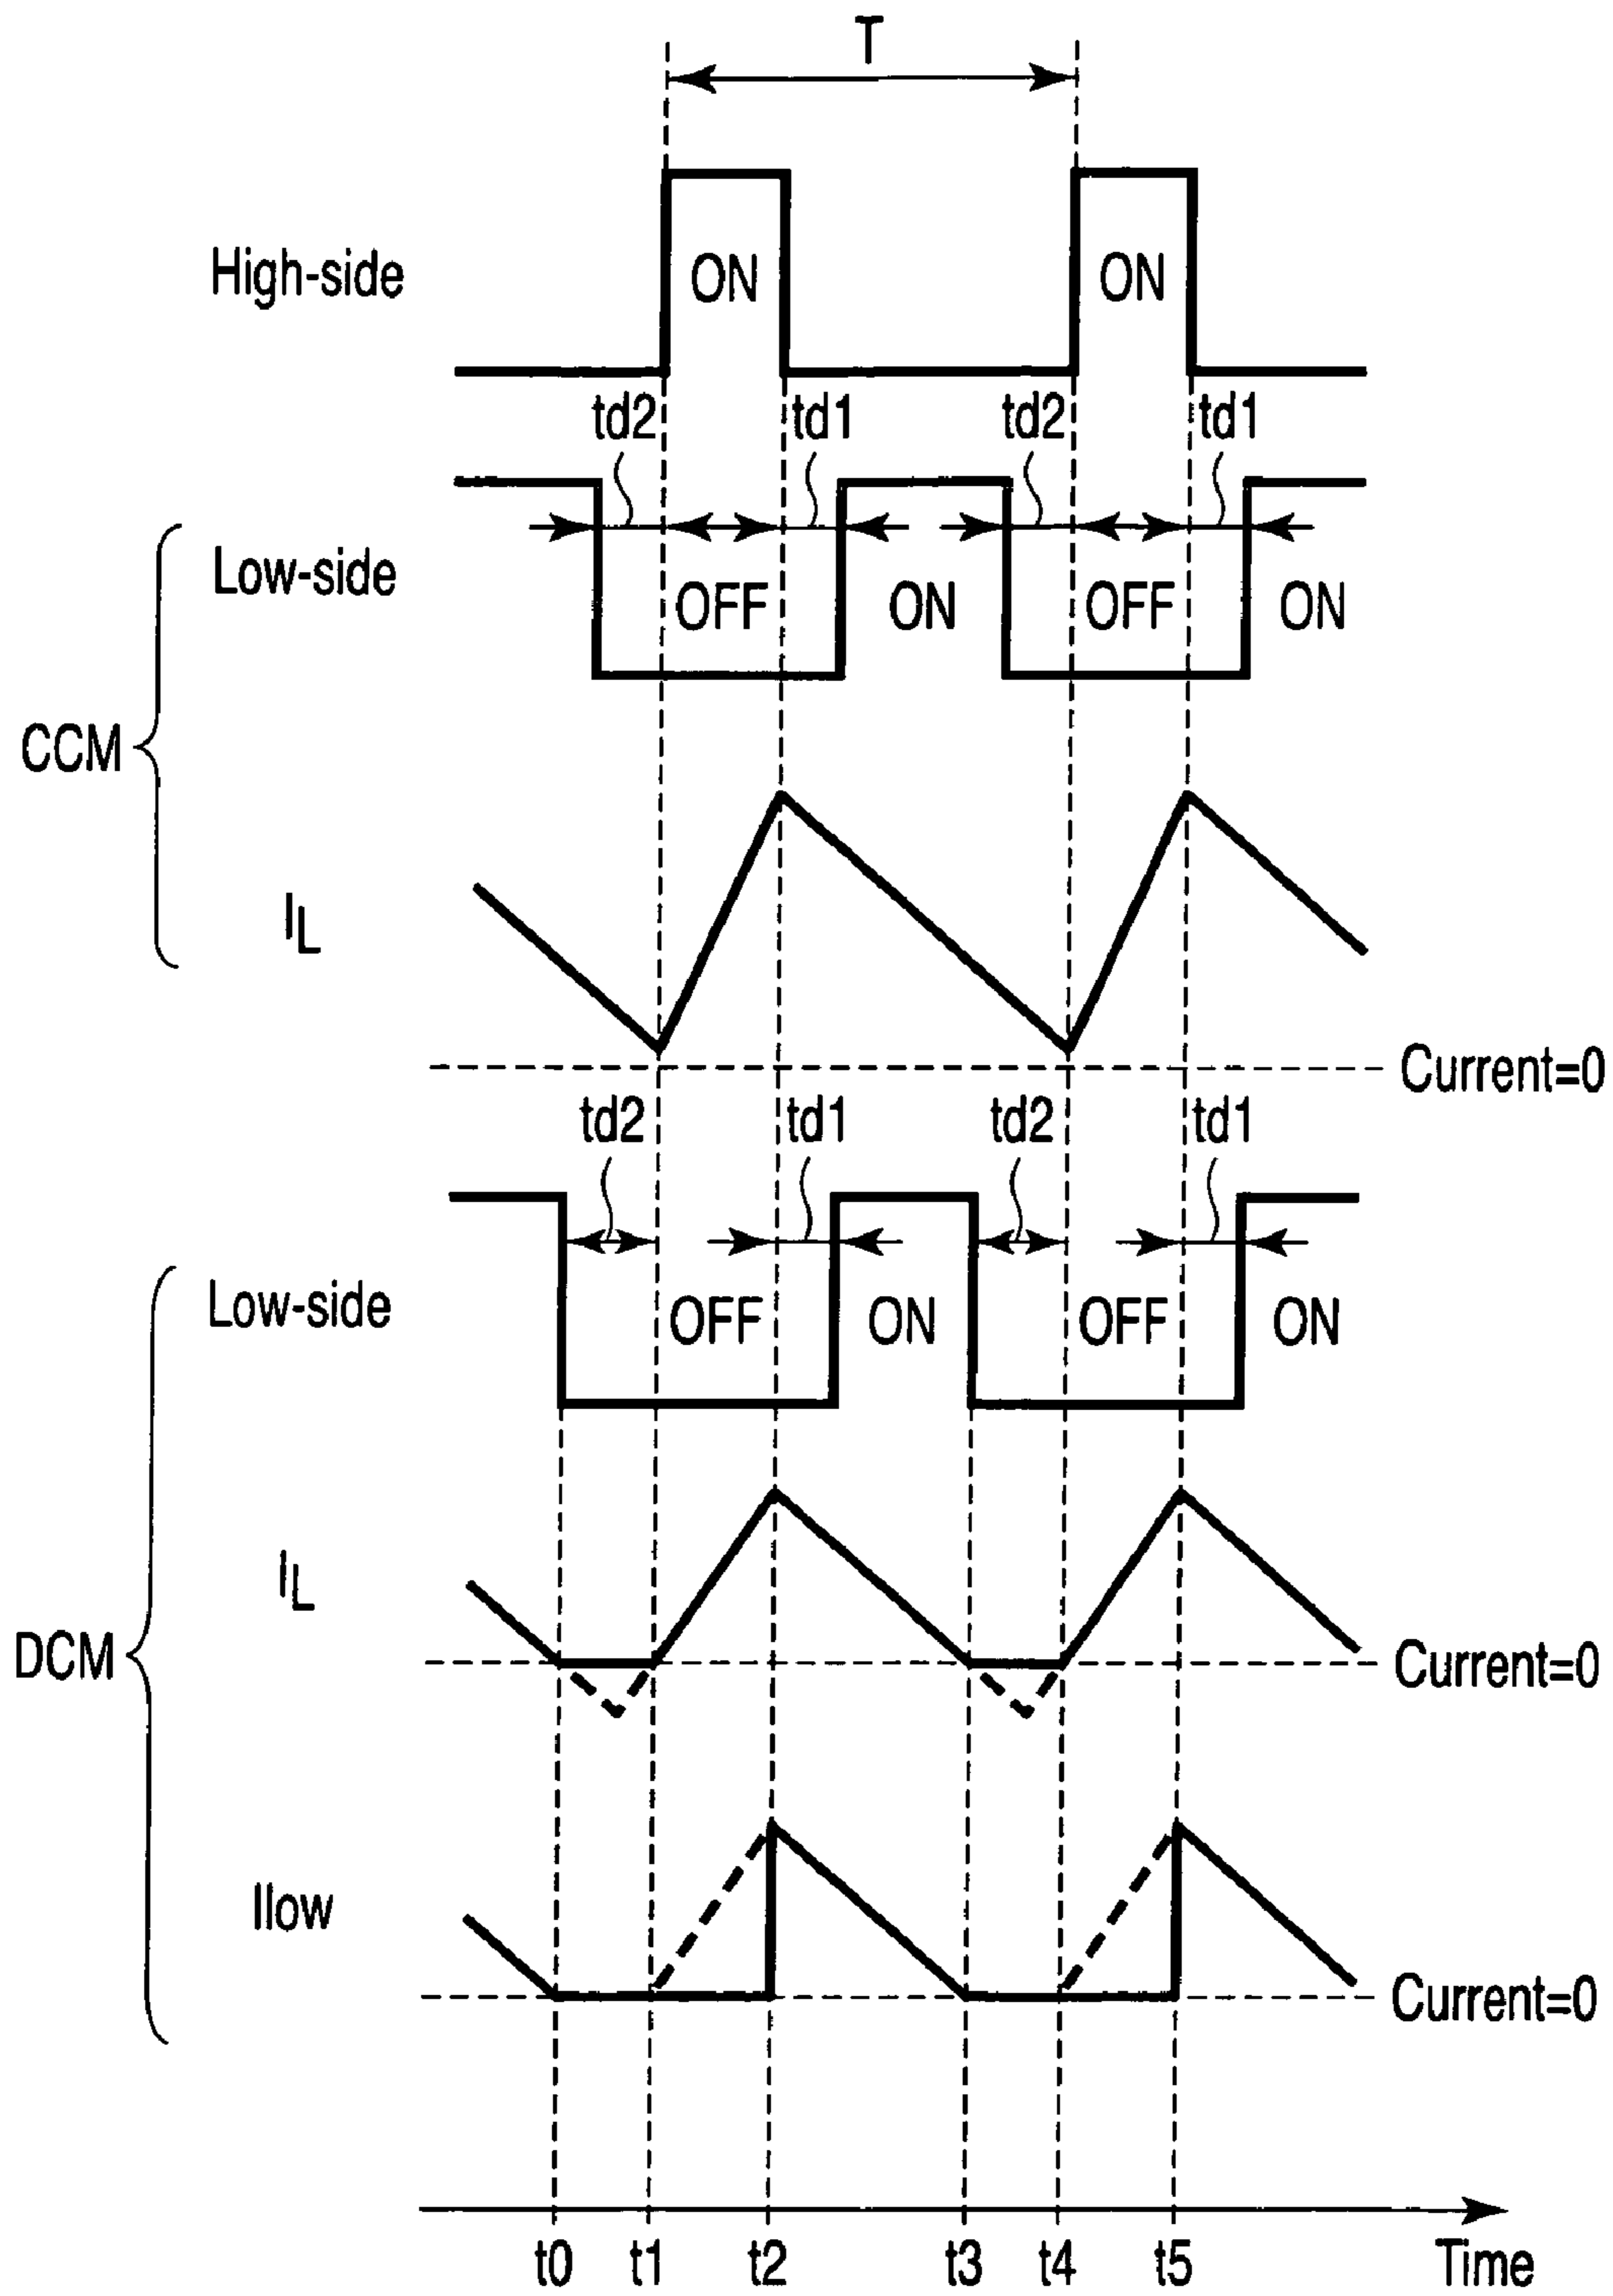 T
High-side
ON
ON
td2
td1
td2
td1
CCM
Low-side
OFF
ON
OFF
ON
IL
Current=0
td2
td1
td2
td1
DCM
Low-side
OFF
ON
OFF
ON
IL
Current=0
Ilow
Current=0
t0
t1
t2
t3
t4
t5
Time